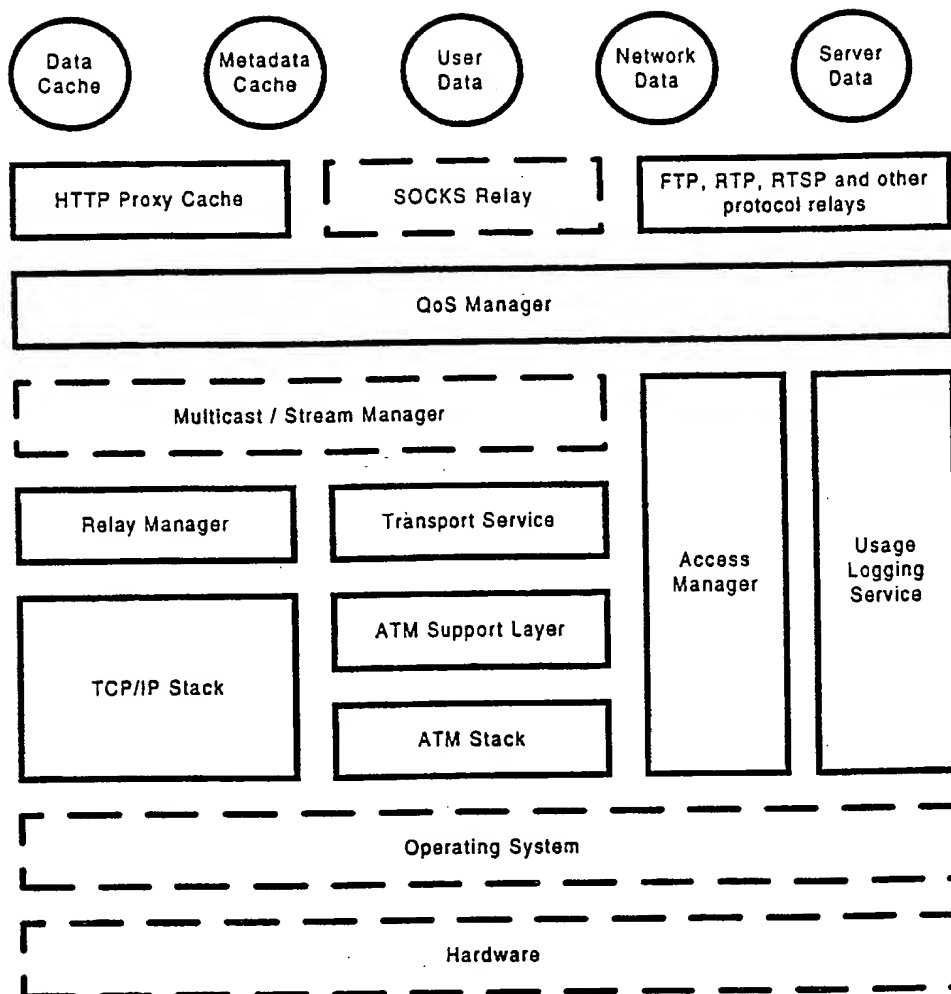 Data
Cache
Metadata
Cache
User
Data
Network
Data
Server
Data
HTTP Proxy Cache
SOCKS Relay
FTP, RTP, RTSP and other
protocol relays
QoS Manager
Multicast / Stream Manager
Relay Manager
Transport Service
Access
Manager
Usage
Logging
Service
ATM Support Layer
TCP/IP Stack
ATM Stack
Operating System
Hardware